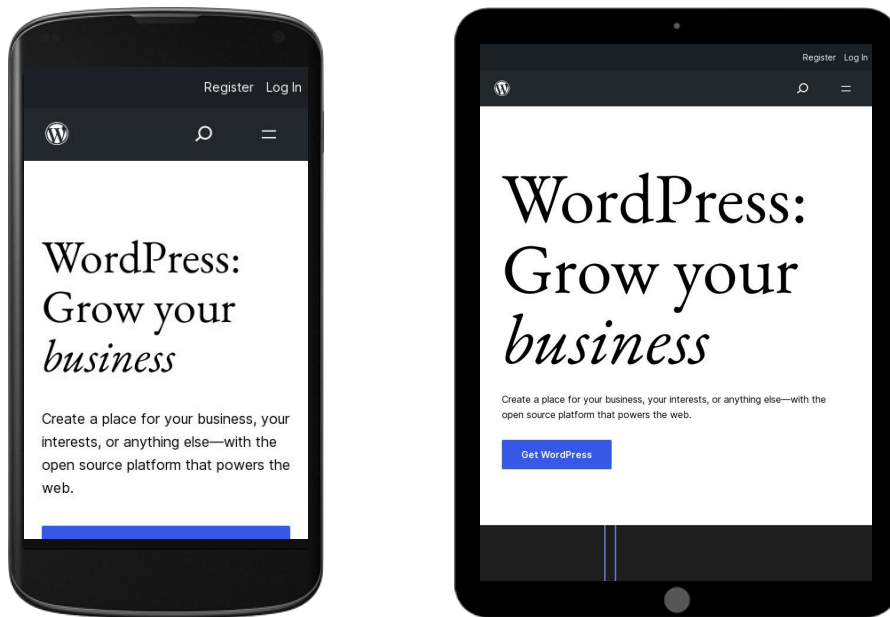 Register Log In
WordPress:
Grow your
business
Create a place for your business, your
interests, or anything else—with the
open source platform that powers the
web.
Register Log In
WordPress:
Grow your
business
Create a place for your business, your interests, or anything else—with the
open source platform that powers the web.
Get WordPress